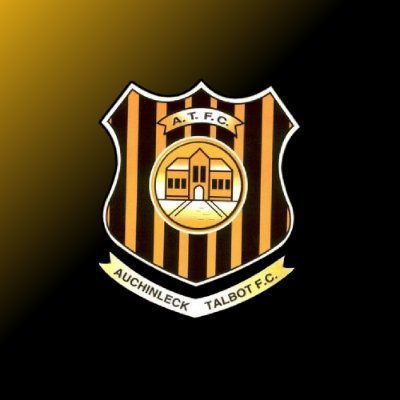 A. T. F. C.
AUCHINLECK TALBOT F.C.